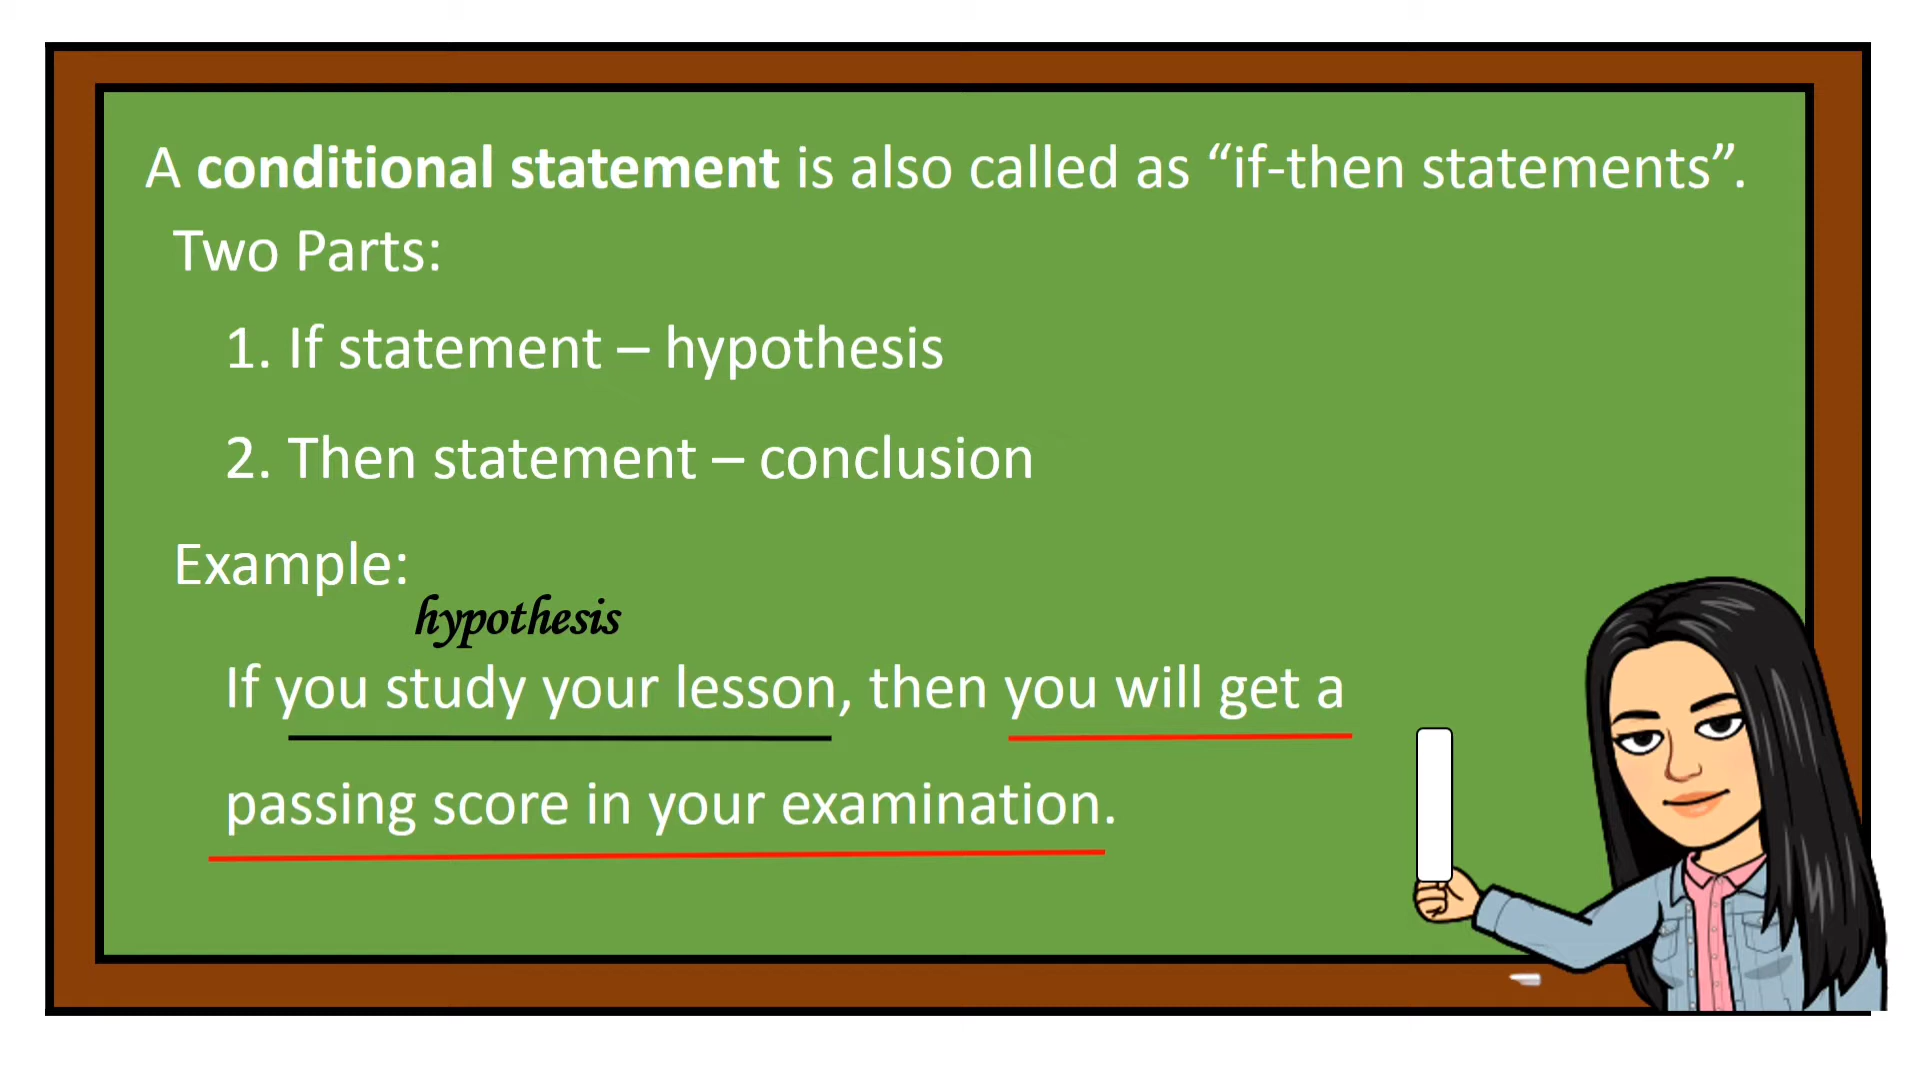 A conditional statement is also called as “if-then statements”.
Two Parts:
1. If statement – hypothesis
2. Then statement – conclusion
Example:
hypothesis
If you study your lesson, then you will get a
passing score in your examination.